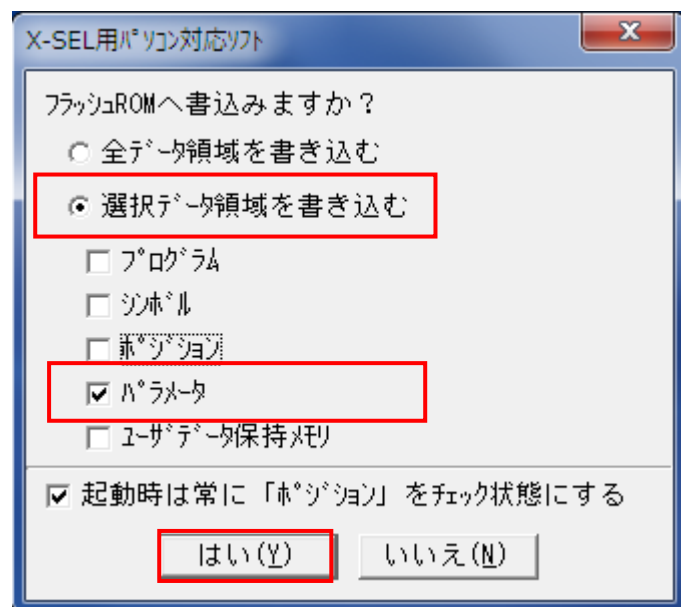 X-SEL用ﾊﾟｿｺﾝ対応ｿﾌﾄ
ﾌﾗｯｼｭROMへ書込みますか？
全ﾃﾞｰﾀ領域を書き込む
選択ﾃﾞｰﾀ領域を書き込む
ﾌﾟﾛｸﾞﾗﾑ
ｼﾝﾎﾞﾙ
ﾎﾟｼﾞｼｮﾝ
ﾊﾟﾗﾒｰﾀ
ﾕｰｻﾞﾃﾞｰﾀ保持ﾒﾓﾘ
起動時は常に「ﾎﾟｼﾞｼｮﾝ」をﾁｪｯｸ状態にする
はい(Y) いいえ(N)